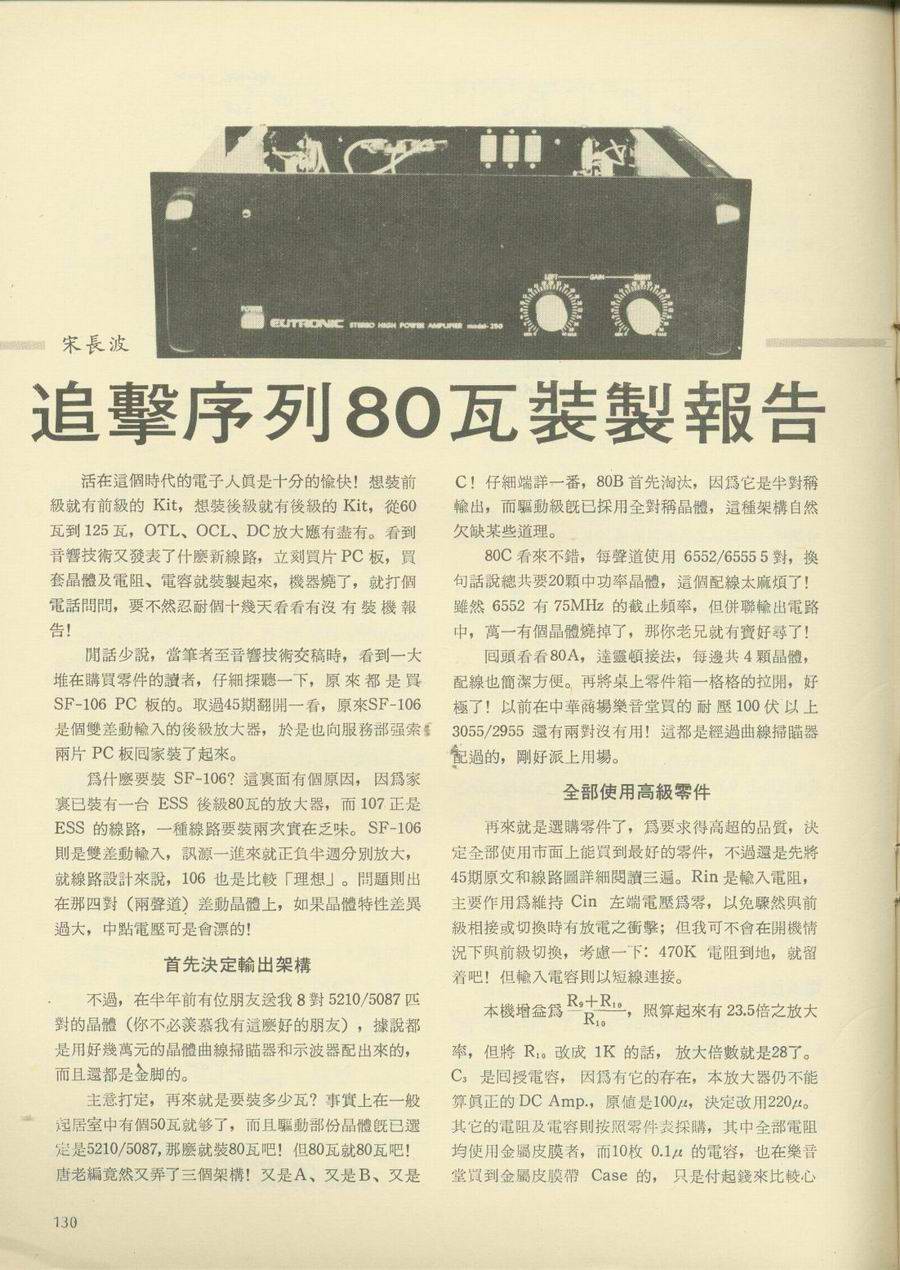 POWER
EUTRONIC STEREO HIGH POWER AMPLIFIER model-250
LEFT GAIN RIGHT
宋長波
追擊序列80瓦裝製報告
活在這個時代的電子人眞是十分的愉快！想裝前
級就有前級的 Kit，想裝後級就有後級的 Kit，從60
瓦到 125 瓦，OTL、OCL、DC放大應有盡有。看到
音響技術又發表了什麽新線路，立刻買片 PC 板，買
套晶體及電阻、電容就裝製起來，機器燒了，就打個
電話問問，要不然忍耐個十幾天看看有沒有裝機報
告！
閒話少說，當筆者至音響技術交稿時，看到一大
堆在購買零件的讀者，仔細探聽一下，原來都是買
SF-106 PC 板的。取過45期翻開一看，原來SF-106
是個雙差動輸入的後級放大器，於是也向服務部强索
兩片 PC 板囘家裝了起來。
爲什麽要裝 SF-106？這裏面有個原因，因爲家
裏已裝有一台 ESS 後級80瓦的放大器，而 107 正是
ESS 的線路，一種線路要裝兩次實在乏味。SF-106
則是雙差動輸入，訊源一進來就正負半週分別放大，
就線路設計來說，106 也是比較「理想」。問題則出
在那四對（兩聲道）差動晶體上，如果晶體特性差異
過大，中點電壓可是會漂的！
首先決定輸出架構
不過，在半年前有位朋友送我 8 對 5210/5087 匹
對的晶體（你不必羨慕我有這麽好的朋友），據說都
是用好幾萬元的晶體曲線掃瞄器和示波器配出來的，
而且還都是金脚的。
主意打定，再來就是要裝多少瓦？事實上在一般
起居室中有個50瓦就够了，而且驅動部份晶體旣已選
定是5210/5087，那麽就裝80瓦吧！但80瓦就80瓦吧！
唐老編竟然又弄了三個架構！又是A、又是B、又是
C！仔細端詳一番，80B 首先淘汰，因爲它是半對稱
輸出，而驅動級旣已採用全對稱晶體，這種架構自然
欠缺某些道理。
80C 看來不錯，每聲道使用 6552/6555 5 對，換
句話說總共要20顆中功率晶體，這個配線太麻煩了！
雖然 6552 有 75MHz 的截止頻率，但併聯輸出電路
中，萬一有個晶體燒掉了，那你老兄就有寶好尋了！
囘頭看看80A，達靈頓接法，每邊共 4 顆晶體，
配線也簡潔方便。再將桌上零件箱一格格的拉開，好
極了！以前在中華商場樂音堂買的耐壓 100 伏以上
3055/2955 還有兩對沒有用！這都是經過曲線掃瞄器
配過的，剛好派上用場。
全部使用高級零件
再來就是選購零件了，爲要求得高超的品質，決
定全部使用市面上能買到最好的零件，不過還是先將
45期原文和線路圖詳細閱讀三遍。Rin 是輸入電阻，
主要作用爲維持 Cin 左端電壓爲零，以免驟然與前
級相接或切換時有放電之衝擊；但我可不會在開機情
況下與前級切換，考慮一下：470K 電阻到地，就留
着吧！但輸入電容則以短線連接。
本機增益爲 R₉+R₁₀/R₁₀，照算起來有 23.5倍之放大
率，但將 R₁₀ 改成 1K 的話，放大倍數就是28了。
C₃ 是囘授電容，因爲有它的存在，本放大器仍不能
算眞正的 DC Amp.，原値是100μ，決定改用220μ。
其它的電阻及電容則按照零件表採購，其中全部電阻
均使用金屬皮膜者，而10枚 0.1μ 的電容，也在樂音
堂買到金屬皮膜帶 Case 的，只是付起錢來比較心
130